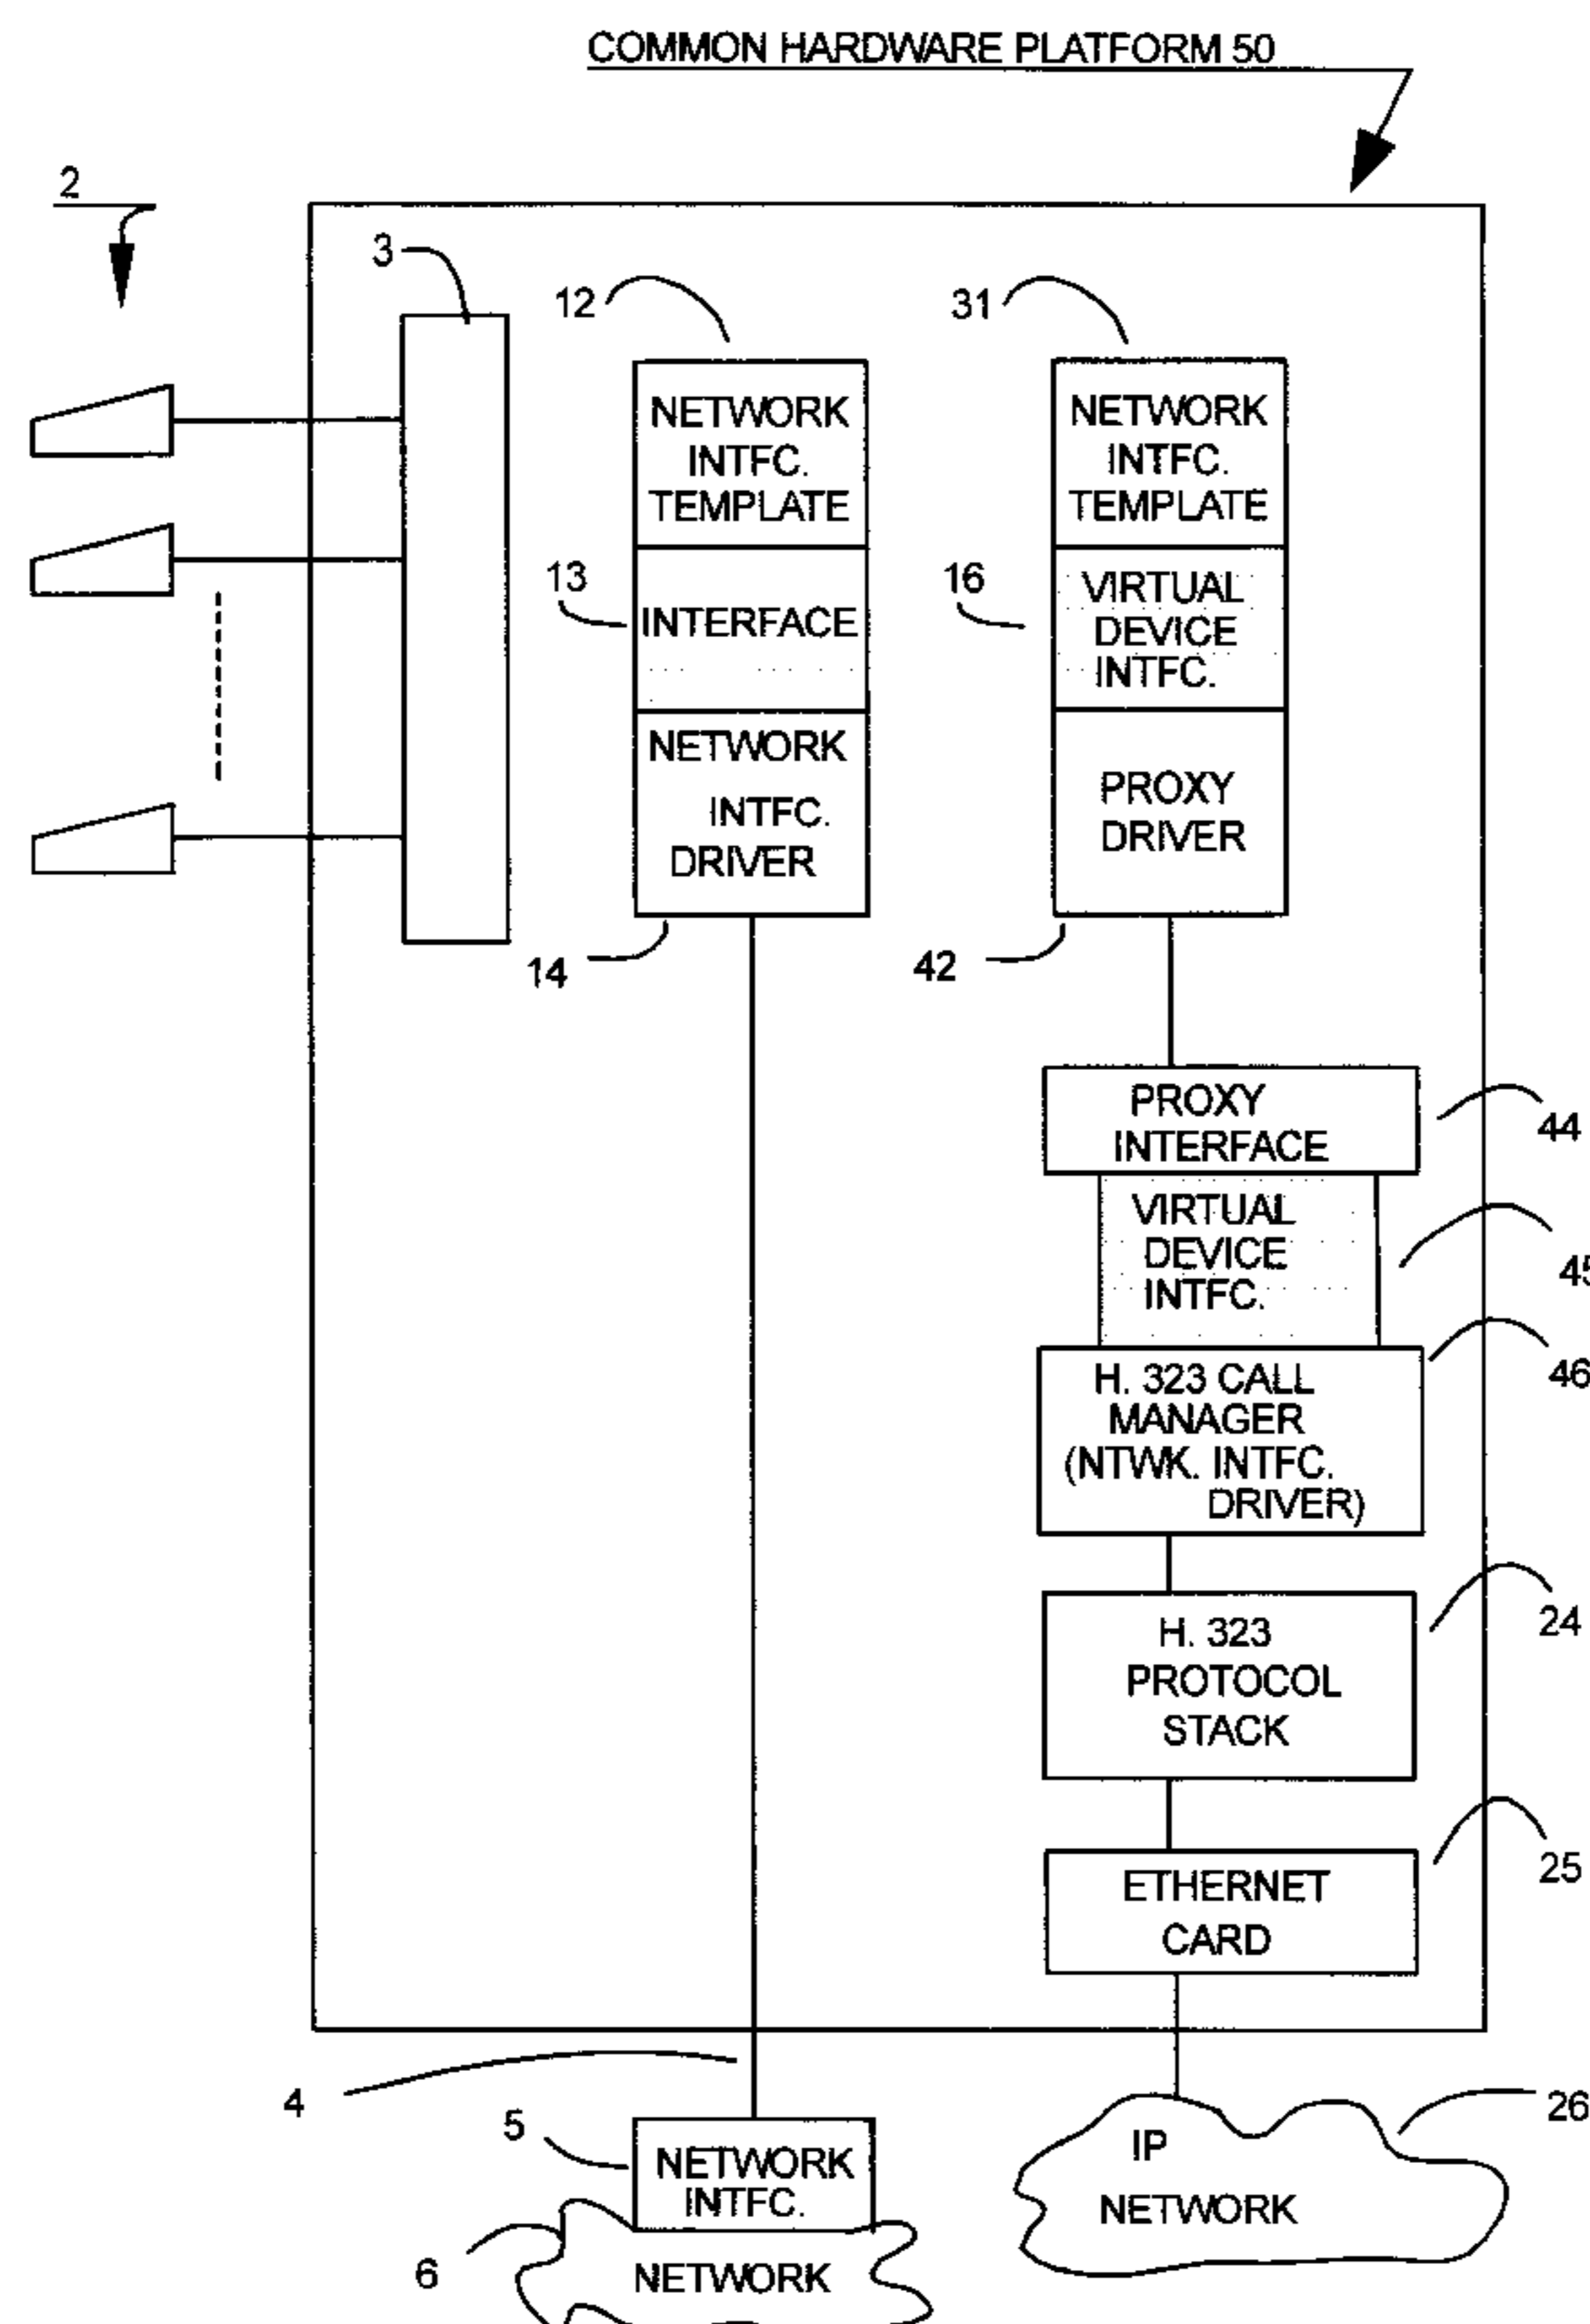 COMMON HARDWARE PLATFORM 50
2
3
12
31
NETWORK
INTFC.
TEMPLATE
NETWORK
INTFC.
TEMPLATE
13
INTERFACE
16
VIRTUAL
DEVICE
INTFC.
NETWORK
INTFC.
DRIVER
PROXY
DRIVER
14
42
PROXY
INTERFACE
44
VIRTUAL
DEVICE
INTFC.
45
H. 323 CALL
MANAGER
(NTWK. INTFC.
DRIVER)
46
H. 323
PROTOCOL
STACK
24
ETHERNET
CARD
25
4
5
NETWORK
INTFC.
6
NETWORK
IP
NETWORK
26